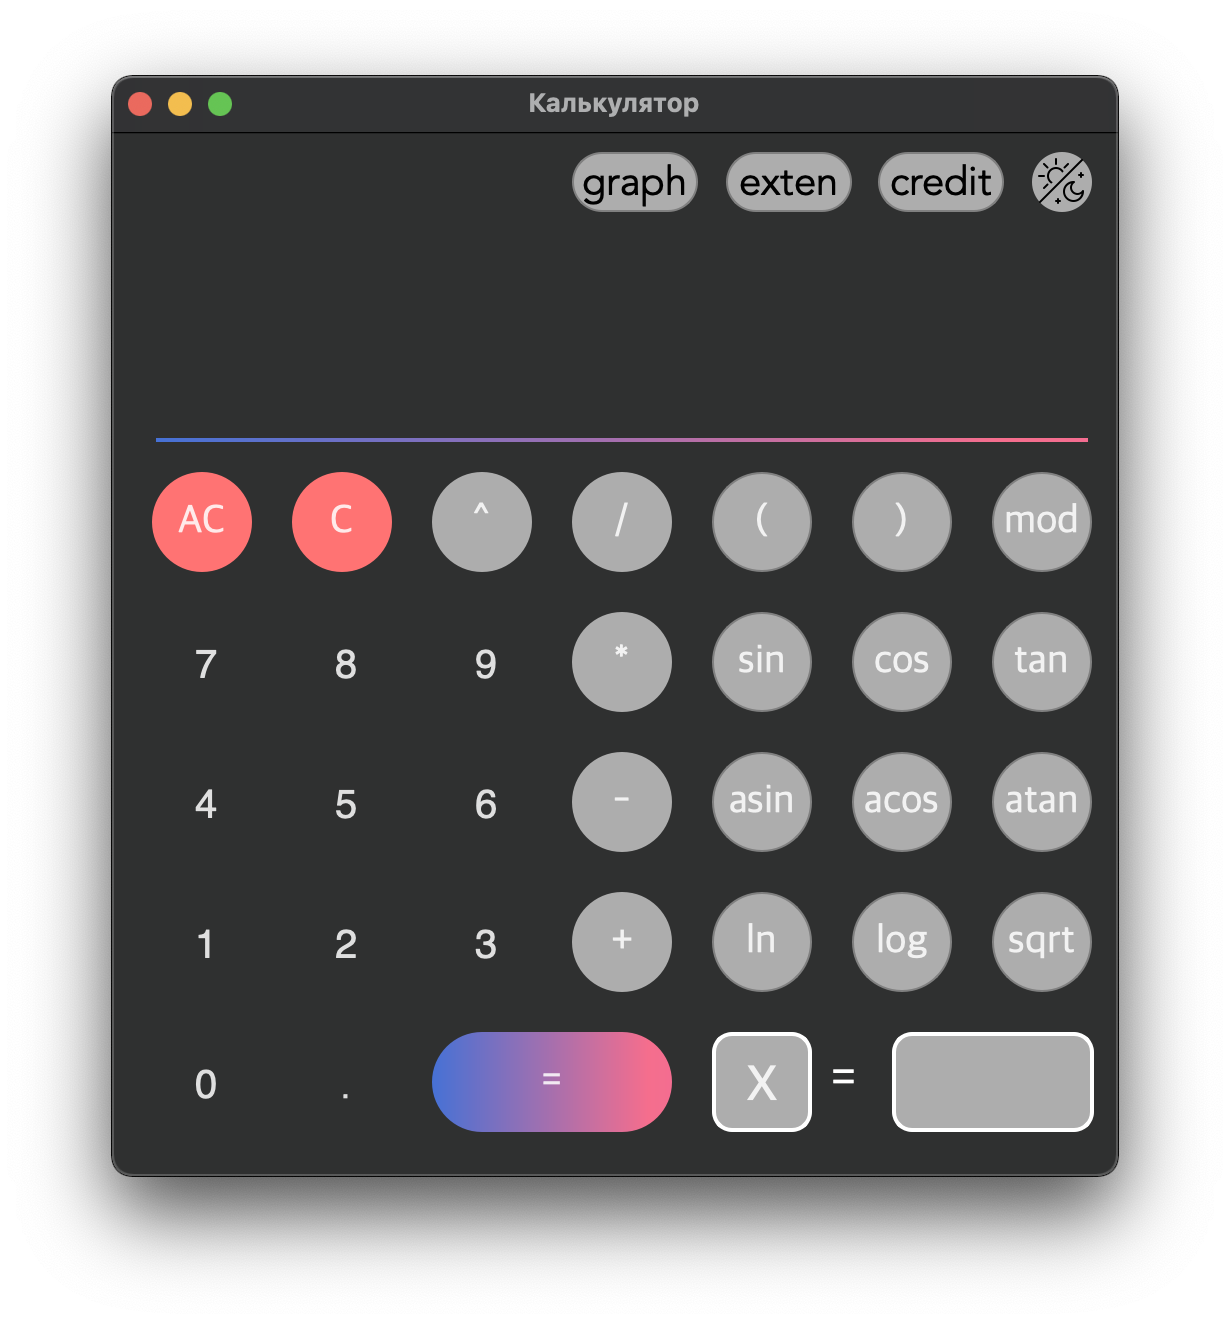 Калькулятор
graph exten credit
AC C ^ / ( ) mod
7 8 9 * sin cos tan
4 5 6 - asin acos atan
1 2 3 + ln log sqrt
0 . = X =